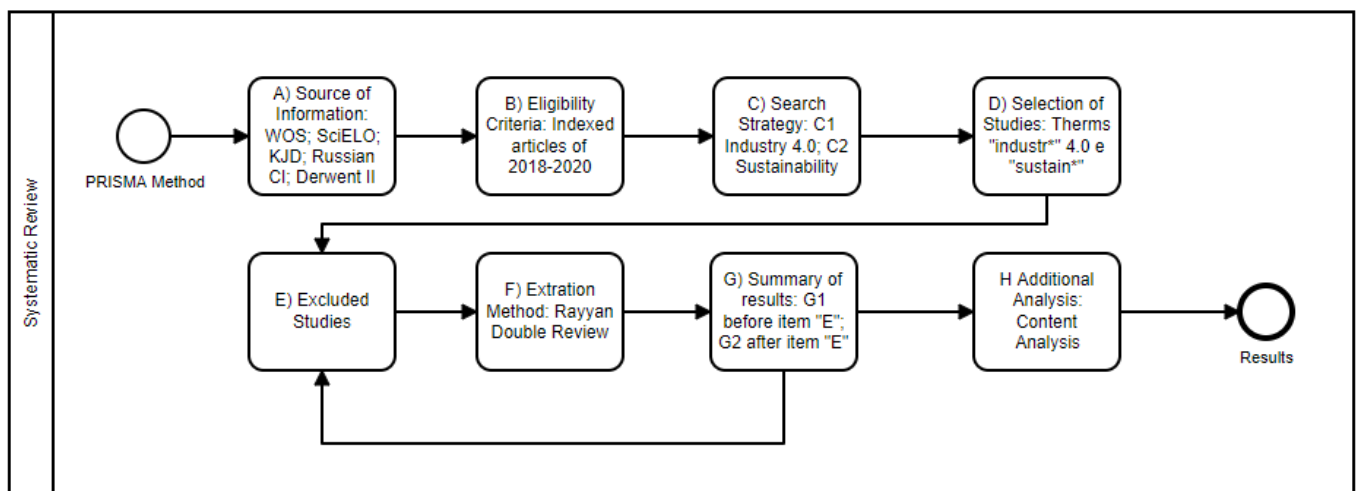 Systematic Review
PRISMA Method
A) Source of
Information:
WOS; SciELO;
KJD; Russian
CI; Derwent II
B) Eligibility
Criteria: Indexed
articles of
2018-2020
C) Search
Strategy: C1
Industry 4.0; C2
Sustainability
D) Selection of
Studies: Therms
"industr*" 4.0 e
"sustain*"
E) Excluded
Studies
F) Extration
Method: Rayyan
Double Review
G) Summary of
results: G1
before item "E";
G2 after item "E"
H Additional
Analysis:
Content
Analysis
Results